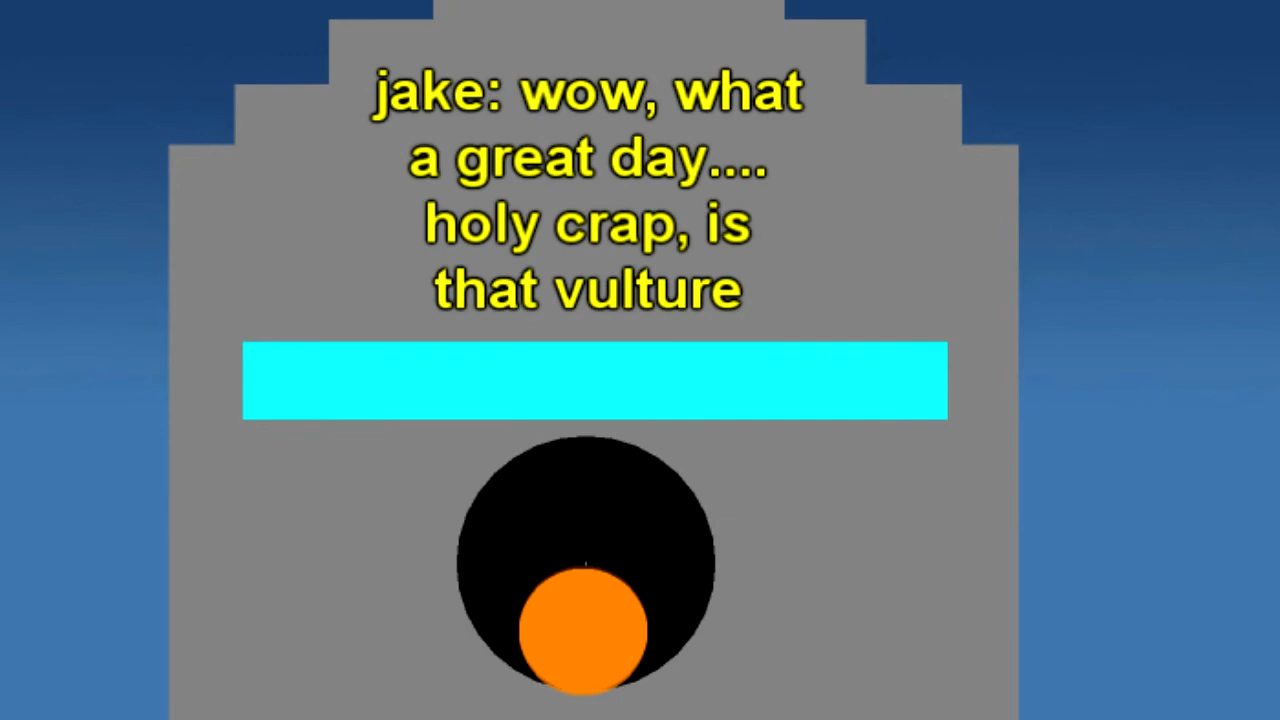 jake: wow, what
a great day....
holy crap, is
that vulture